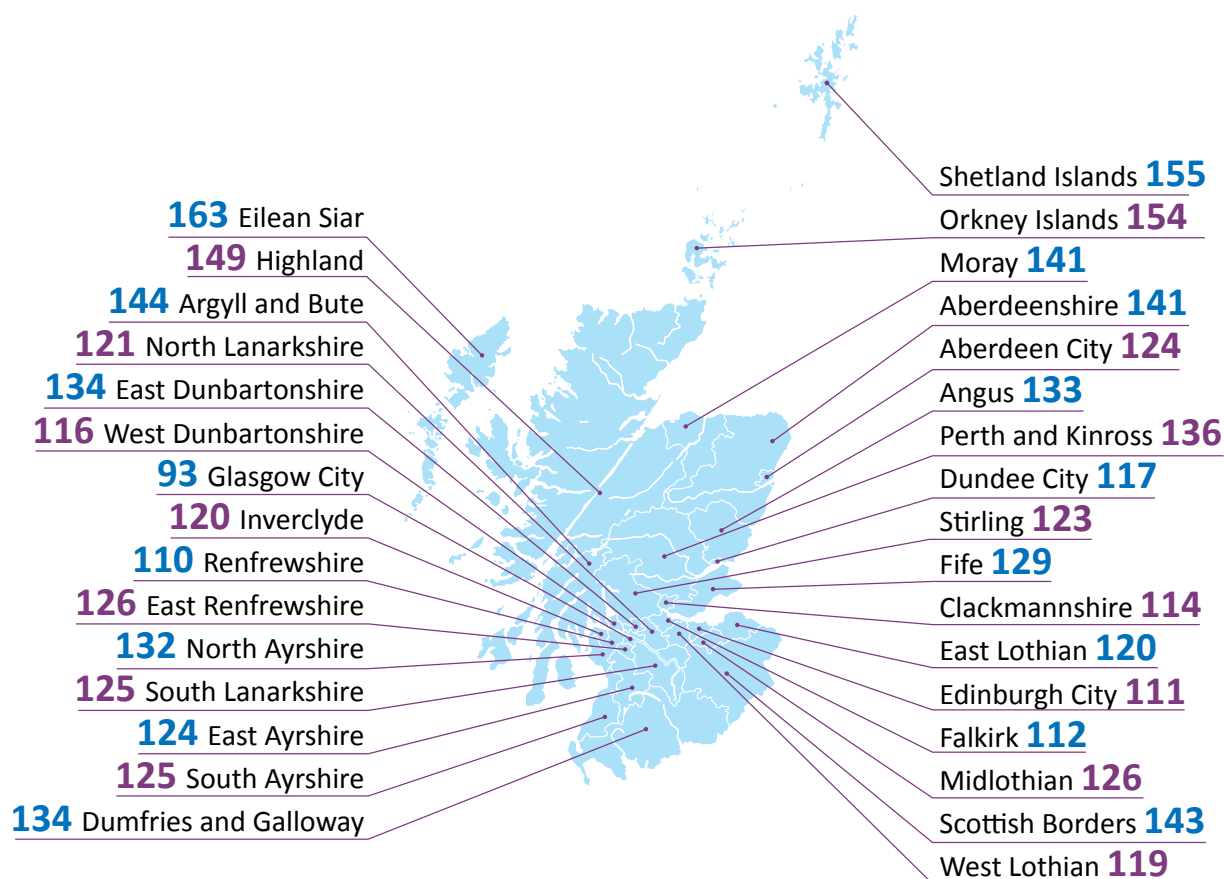 163 Eilean Siar
149 Highland
144 Argyll and Bute
121 North Lanarkshire
134 East Dunbartonshire
116 West Dunbartonshire
93 Glasgow City
120 Inverclyde
110 Renfrewshire
126 East Renfrewshire
132 North Ayrshire
125 South Lanarkshire
124 East Ayrshire
125 South Ayrshire
134 Dumfries and Galloway
Shetland Islands 155
Orkney Islands 154
Moray 141
Aberdeenshire 141
Aberdeen City 124
Angus 133
Perth and Kinross 136
Dundee City 117
Stirling 123
Fife 129
Clackmannshire 114
East Lothian 120
Edinburgh City 111
Falkirk 112
Midlothian 126
Scottish Borders 143
West Lothian 119